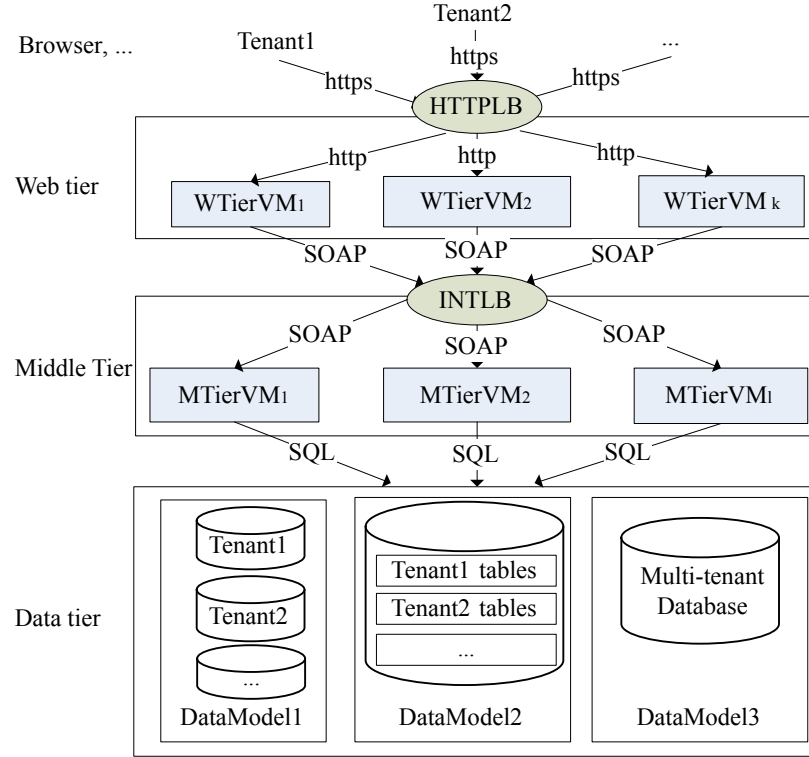 Tenant2
Browser, ...
Tenant1
...
https
https
https
HTTPLB
http
http
http
Web tier
WTierVM1
WTierVM2
WTierVM k
SOAP
SOAP
SOAP
INTLB
SOAP
SOAP
SOAP
Middle Tier
MTierVM1
MTierVM2
MTierVMl
SQL
SQL
SQL
Data tier
Tenant1
Tenant2
...
DataModel1
Tenant1 tables
Tenant2 tables
...
DataModel2
Multi-tenant
Database
DataModel3